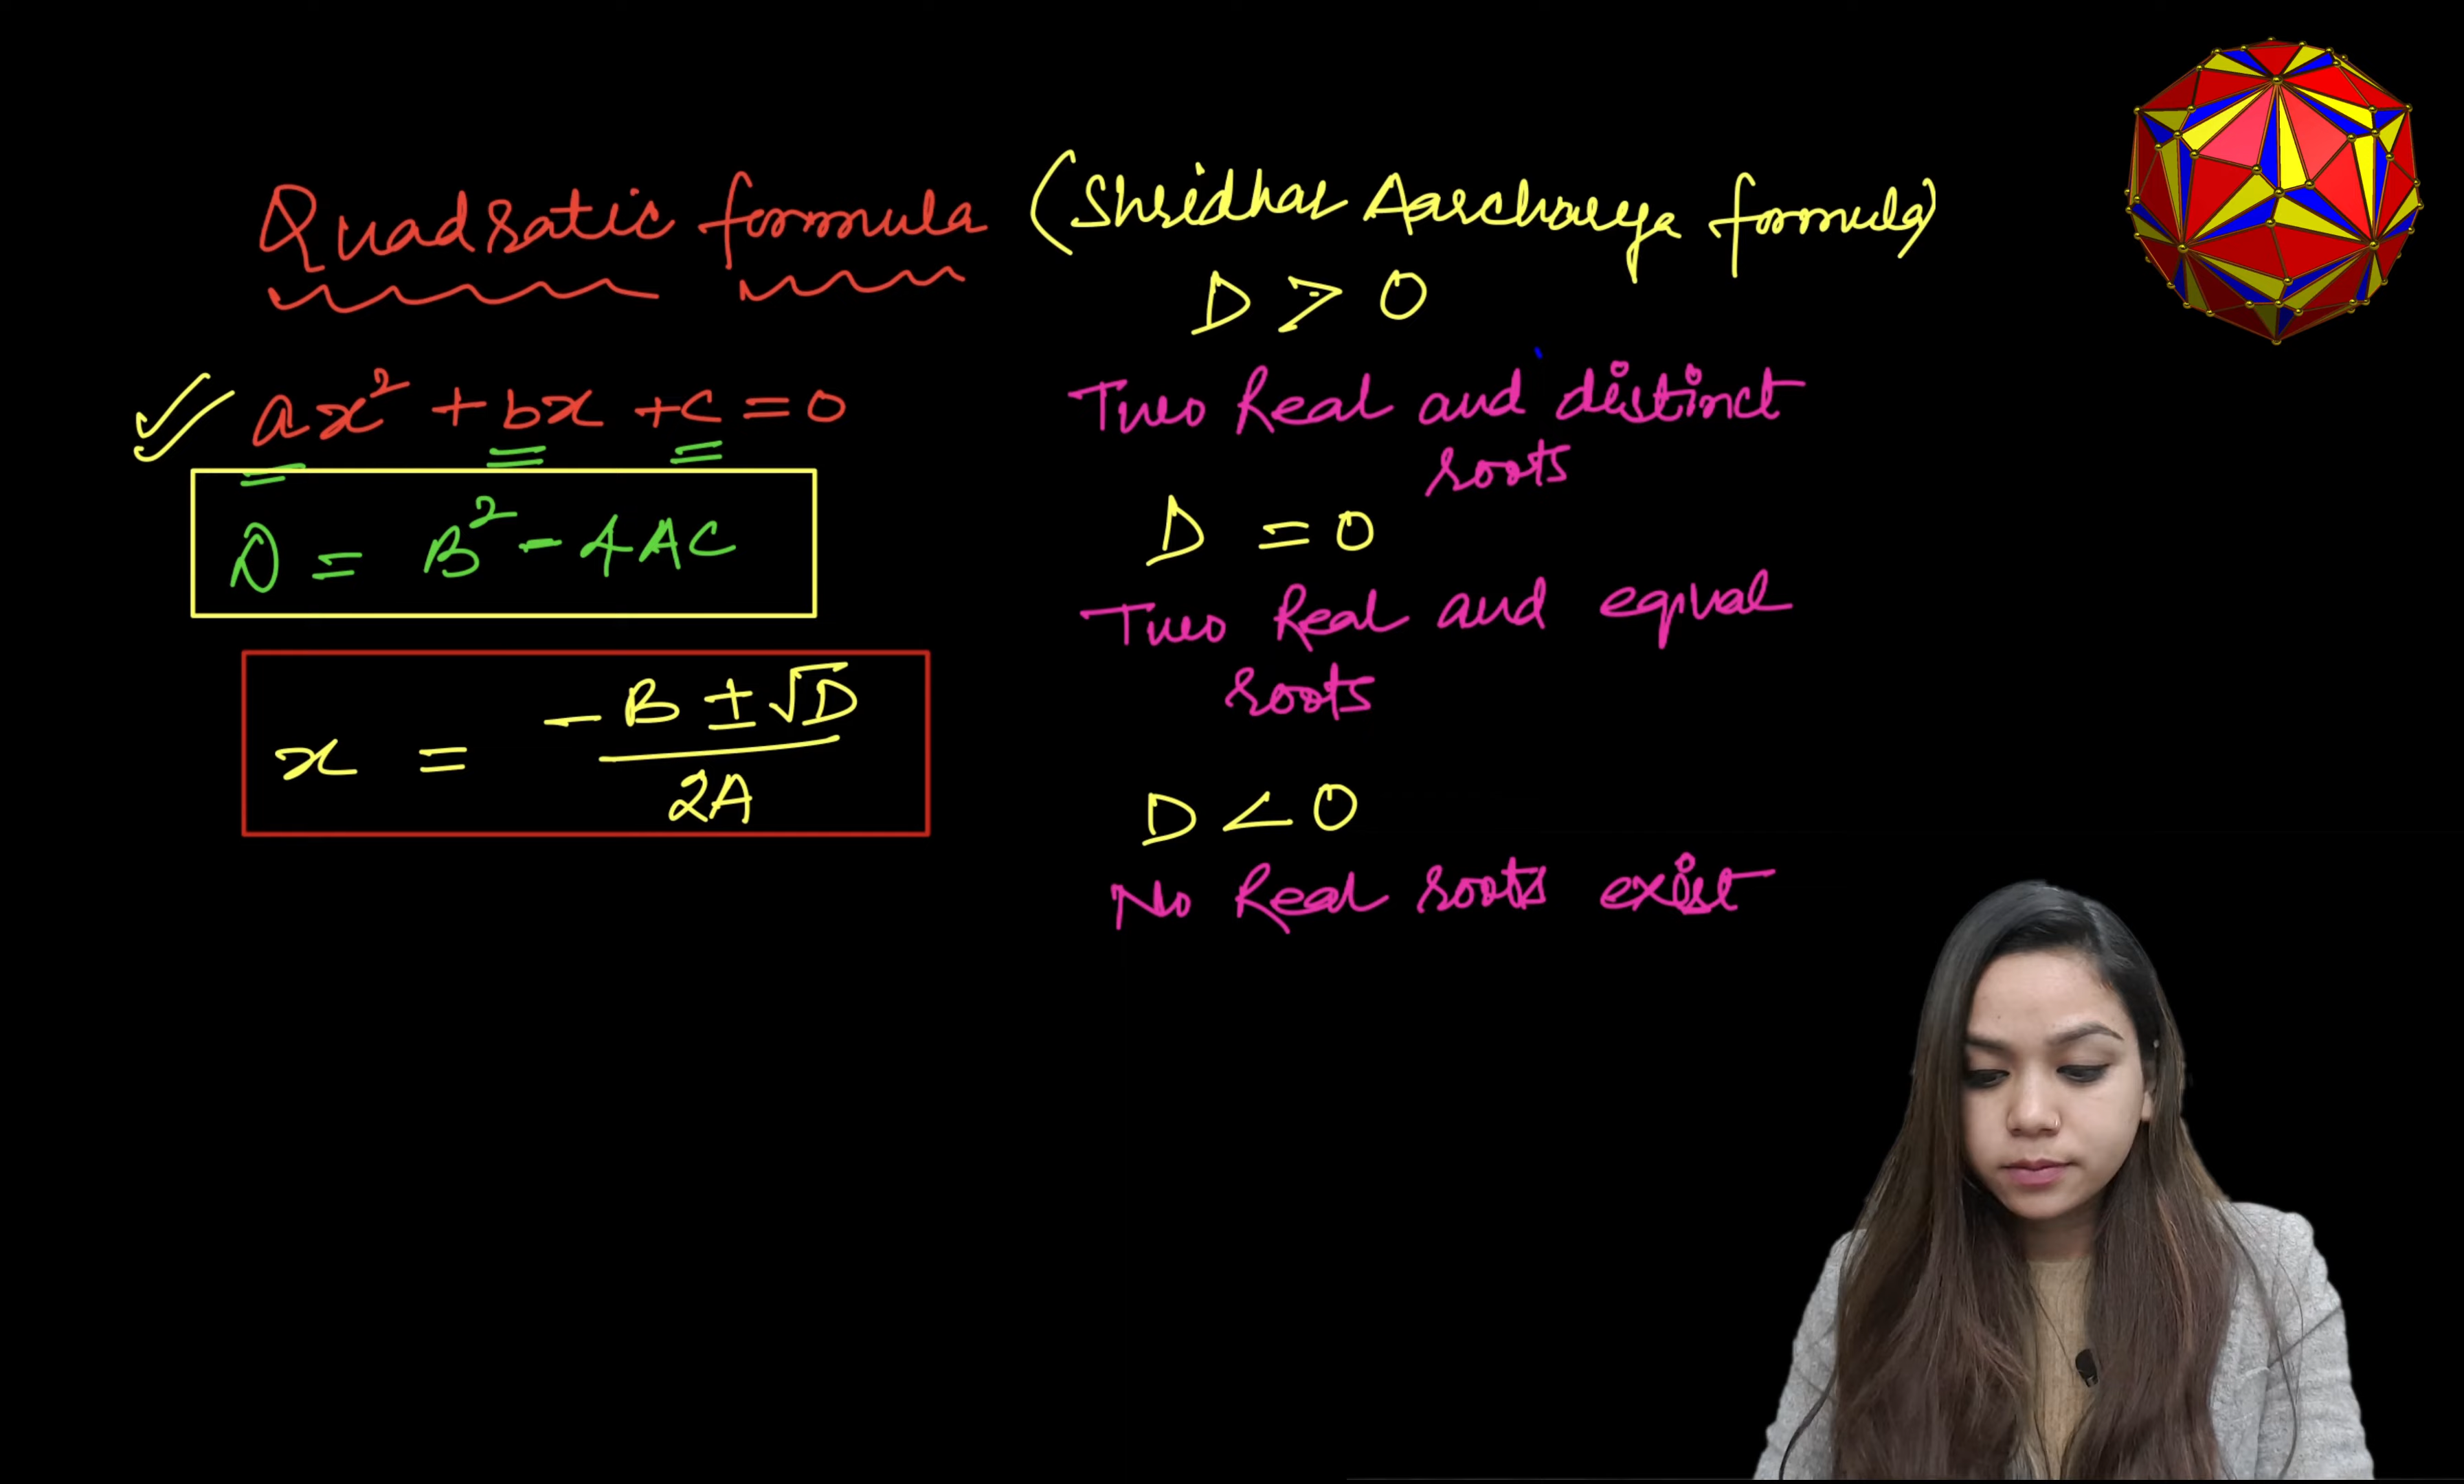 Quadratic formula (Shridhar Aarcharya formula)
ax² + bx + c = 0
D = B² - 4AC
x = -B ± √D / 2A
D > 0
Two Real and distinct
roots
D = 0
Two Real and equal
roots
D < 0
No Real roots exist